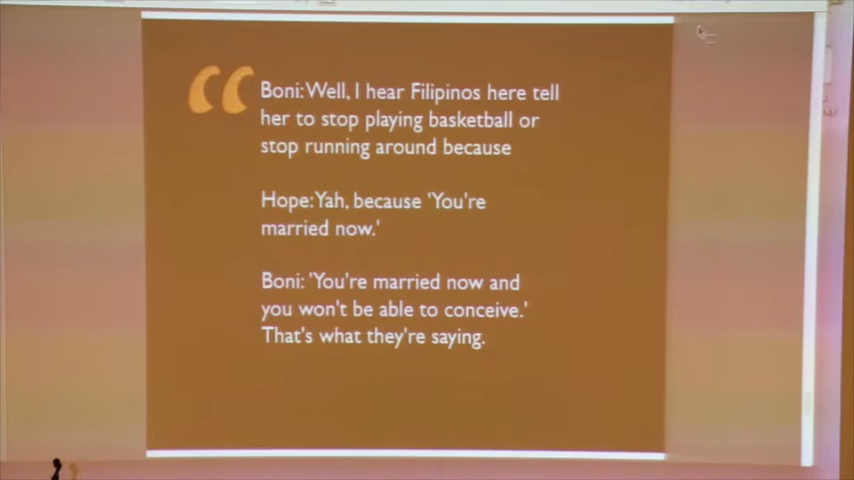 “
Boni: Well, I hear Filipinos here tell
her to stop playing basketball or
stop running around because
Hope: Yah, because 'You're
married now.'
Boni: 'You're married now and
you won't be able to conceive.'
That's what they're saying.